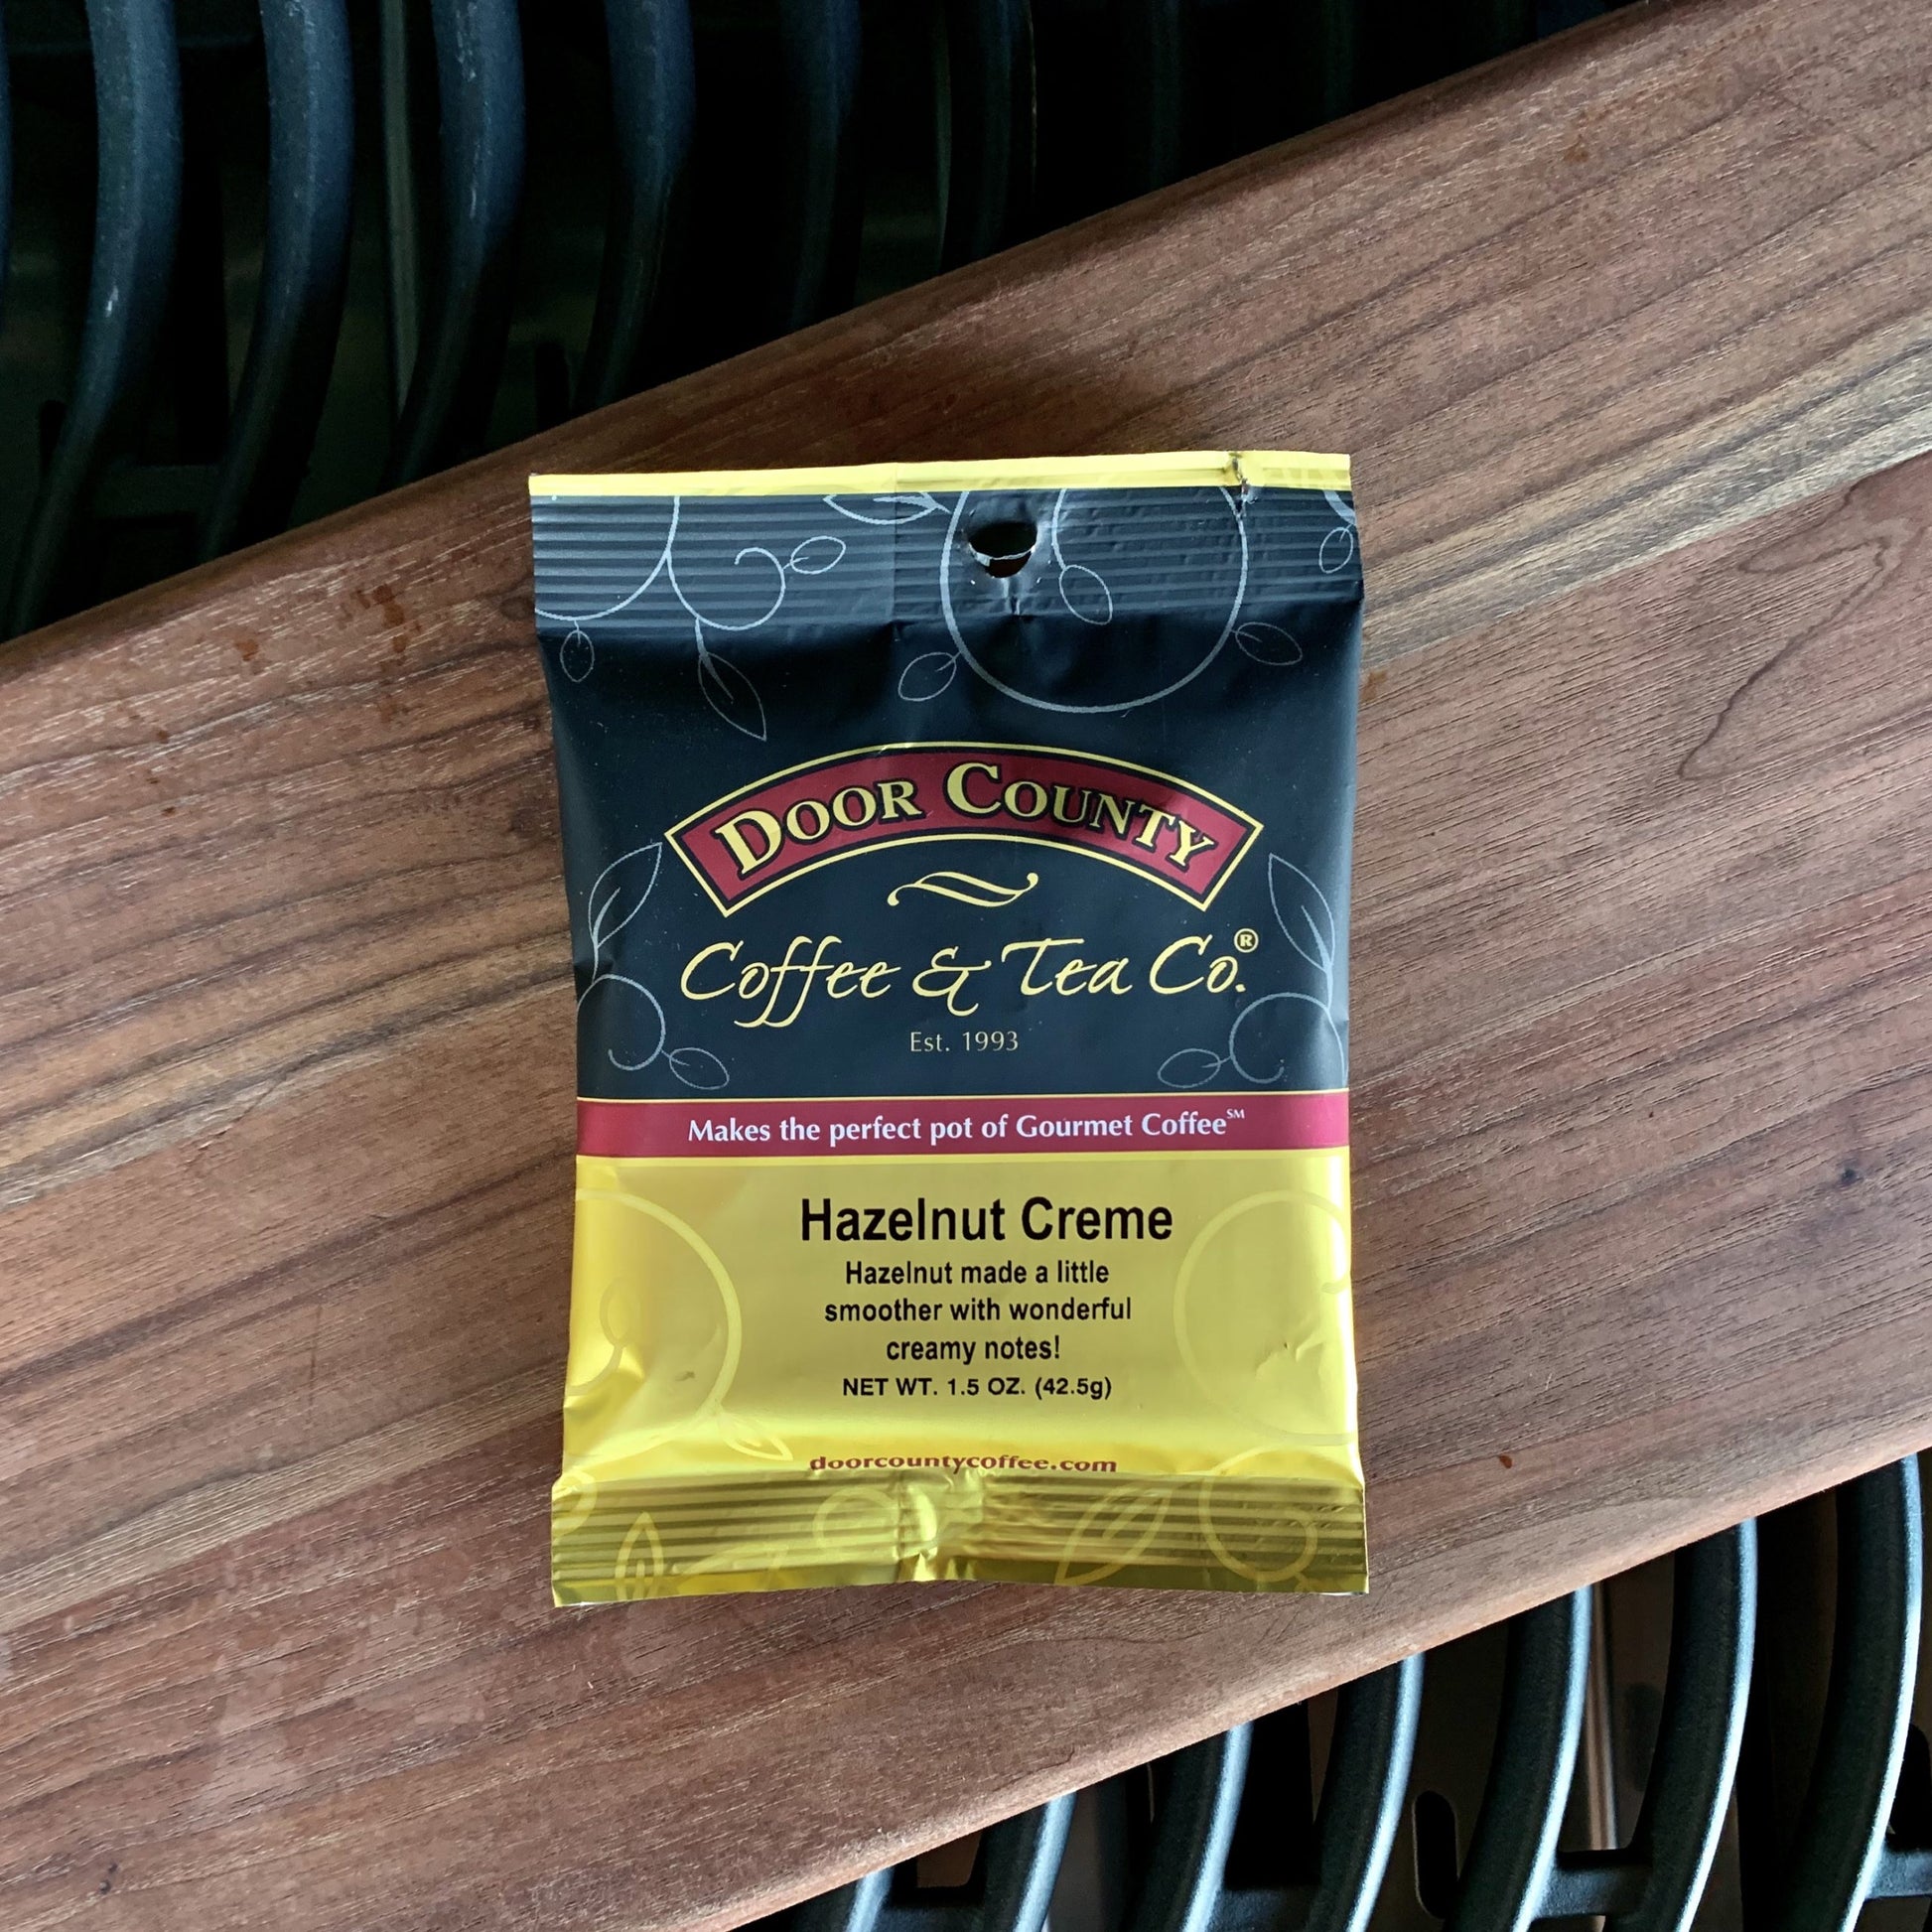 DOOR COUNTY
Coffee & Tea Co.®
Est. 1993
Makes the perfect pot of Gourmet Coffee℠
Hazelnut Creme
Hazelnut made a little
smoother with wonderful
creamy notes!
NET WT. 1.5 OZ. (42.5g)
doorcountycoffee.com